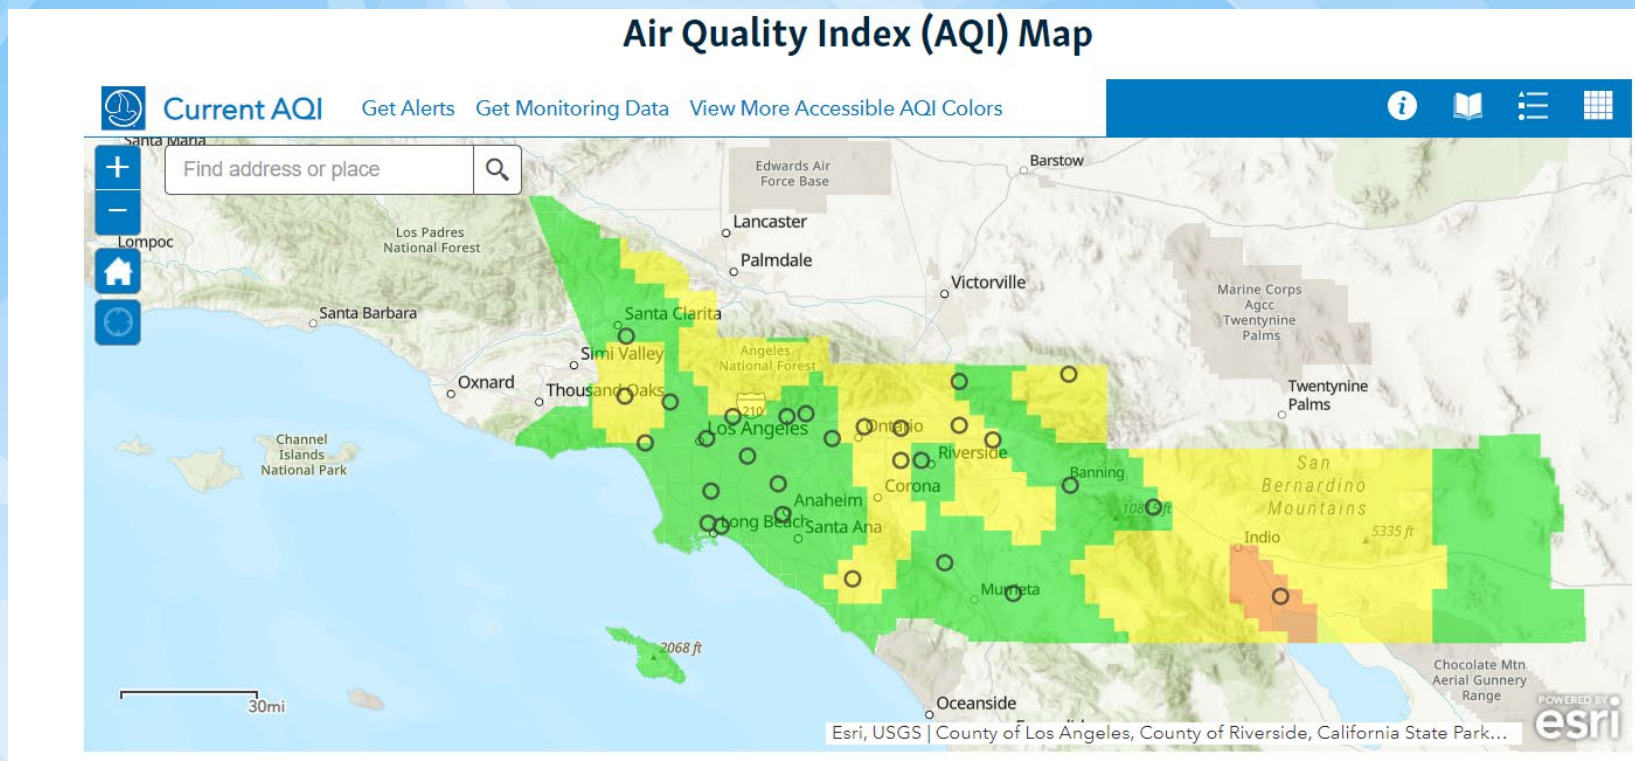 Air Quality Index (AQI) Map
Current AQI
Get Alerts
Get Monitoring Data
View More Accessible AQI Colors
Santa Maria
+
Find address or place
−
Edwards Air
Force Base
Barstow
Lompoc
Los Padres
National Forest
Lancaster
Palmdale
Victorville
Marine Corps
Agcc
Twentynine
Palms
Santa Barbara
Santa Clarita
Simi Valley
Angeles
National Forest
Oxnard
Thousand Oaks
210
Twentynine
Palms
Los Angeles
Ontario
Channel
Islands
National Park
Riverside
Banning
San
Bernardino
Mountains
Corona
Anaheim
Long Beach
Santa Ana
5335 ft
Indio
Murrieta
2068 ft
Chocolate Mtn
Aerial Gunnery
Range
30mi
Oceanside
Esri, USGS | County of Los Angeles, County of Riverside, California State Park...
POWERED BY
esri